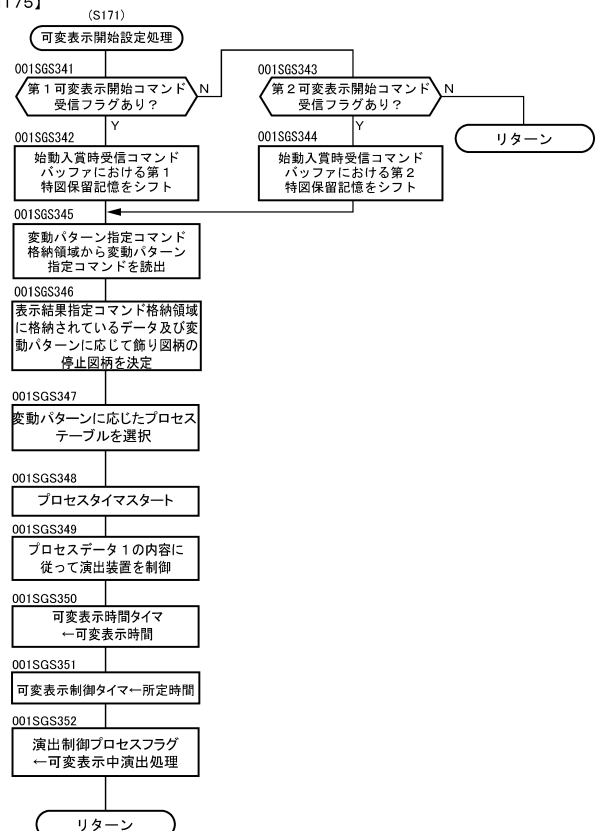 175】
(S171)
可変表示開始設定処理
001SGS341
第1可変表示開始コマンド
受信フラグあり？
N
Y
001SGS343
第2可変表示開始コマンド
受信フラグあり？
N
Y
リターン
001SGS342
始動入賞時受信コマンド
バッファにおける第1
特図保留記憶をシフト
001SGS344
始動入賞時受信コマンド
バッファにおける第2
特図保留記憶をシフト
001SGS345
変動パターン指定コマンド
格納領域から変動パターン
指定コマンドを読出
001SGS346
表示結果指定コマンド格納領域
に格納されているデータ及び変
動パターンに応じて飾り図柄の
停止図柄を決定
001SGS347
変動パターンに応じたプロセス
テーブルを選択
001SGS348
プロセスタイマスタート
001SGS349
プロセスデータ1の内容に
従って演出装置を制御
001SGS350
可変表示時間タイマ
←可変表示時間
001SGS351
可変表示制御タイマ←所定時間
001SGS352
演出制御プロセスフラグ
←可変表示中演出処理
リターン